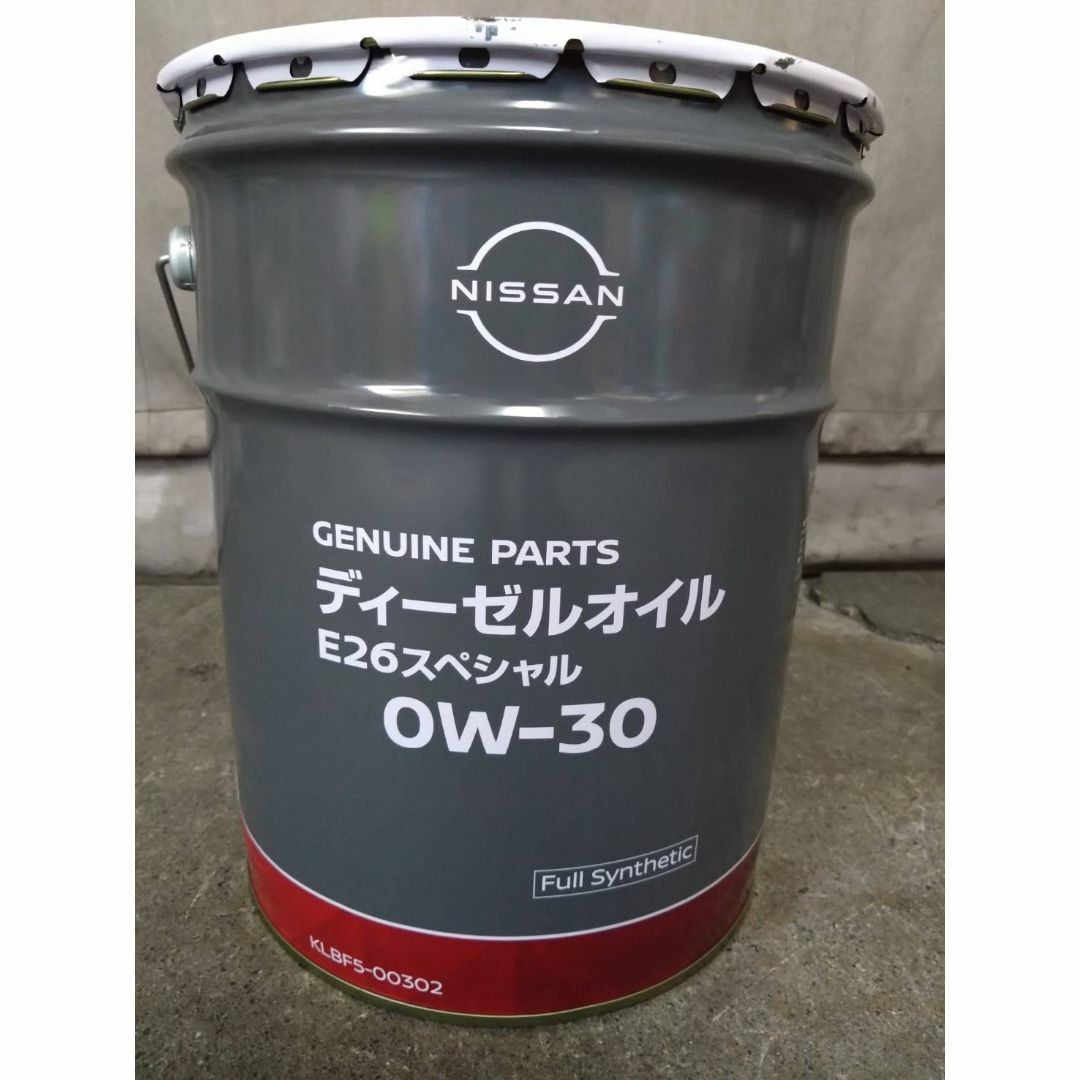 NISSAN
GENUINE PARTS
ディーゼルオイル
E26スペシャル
0W-30
Full Synthetic
KLBF5-00302